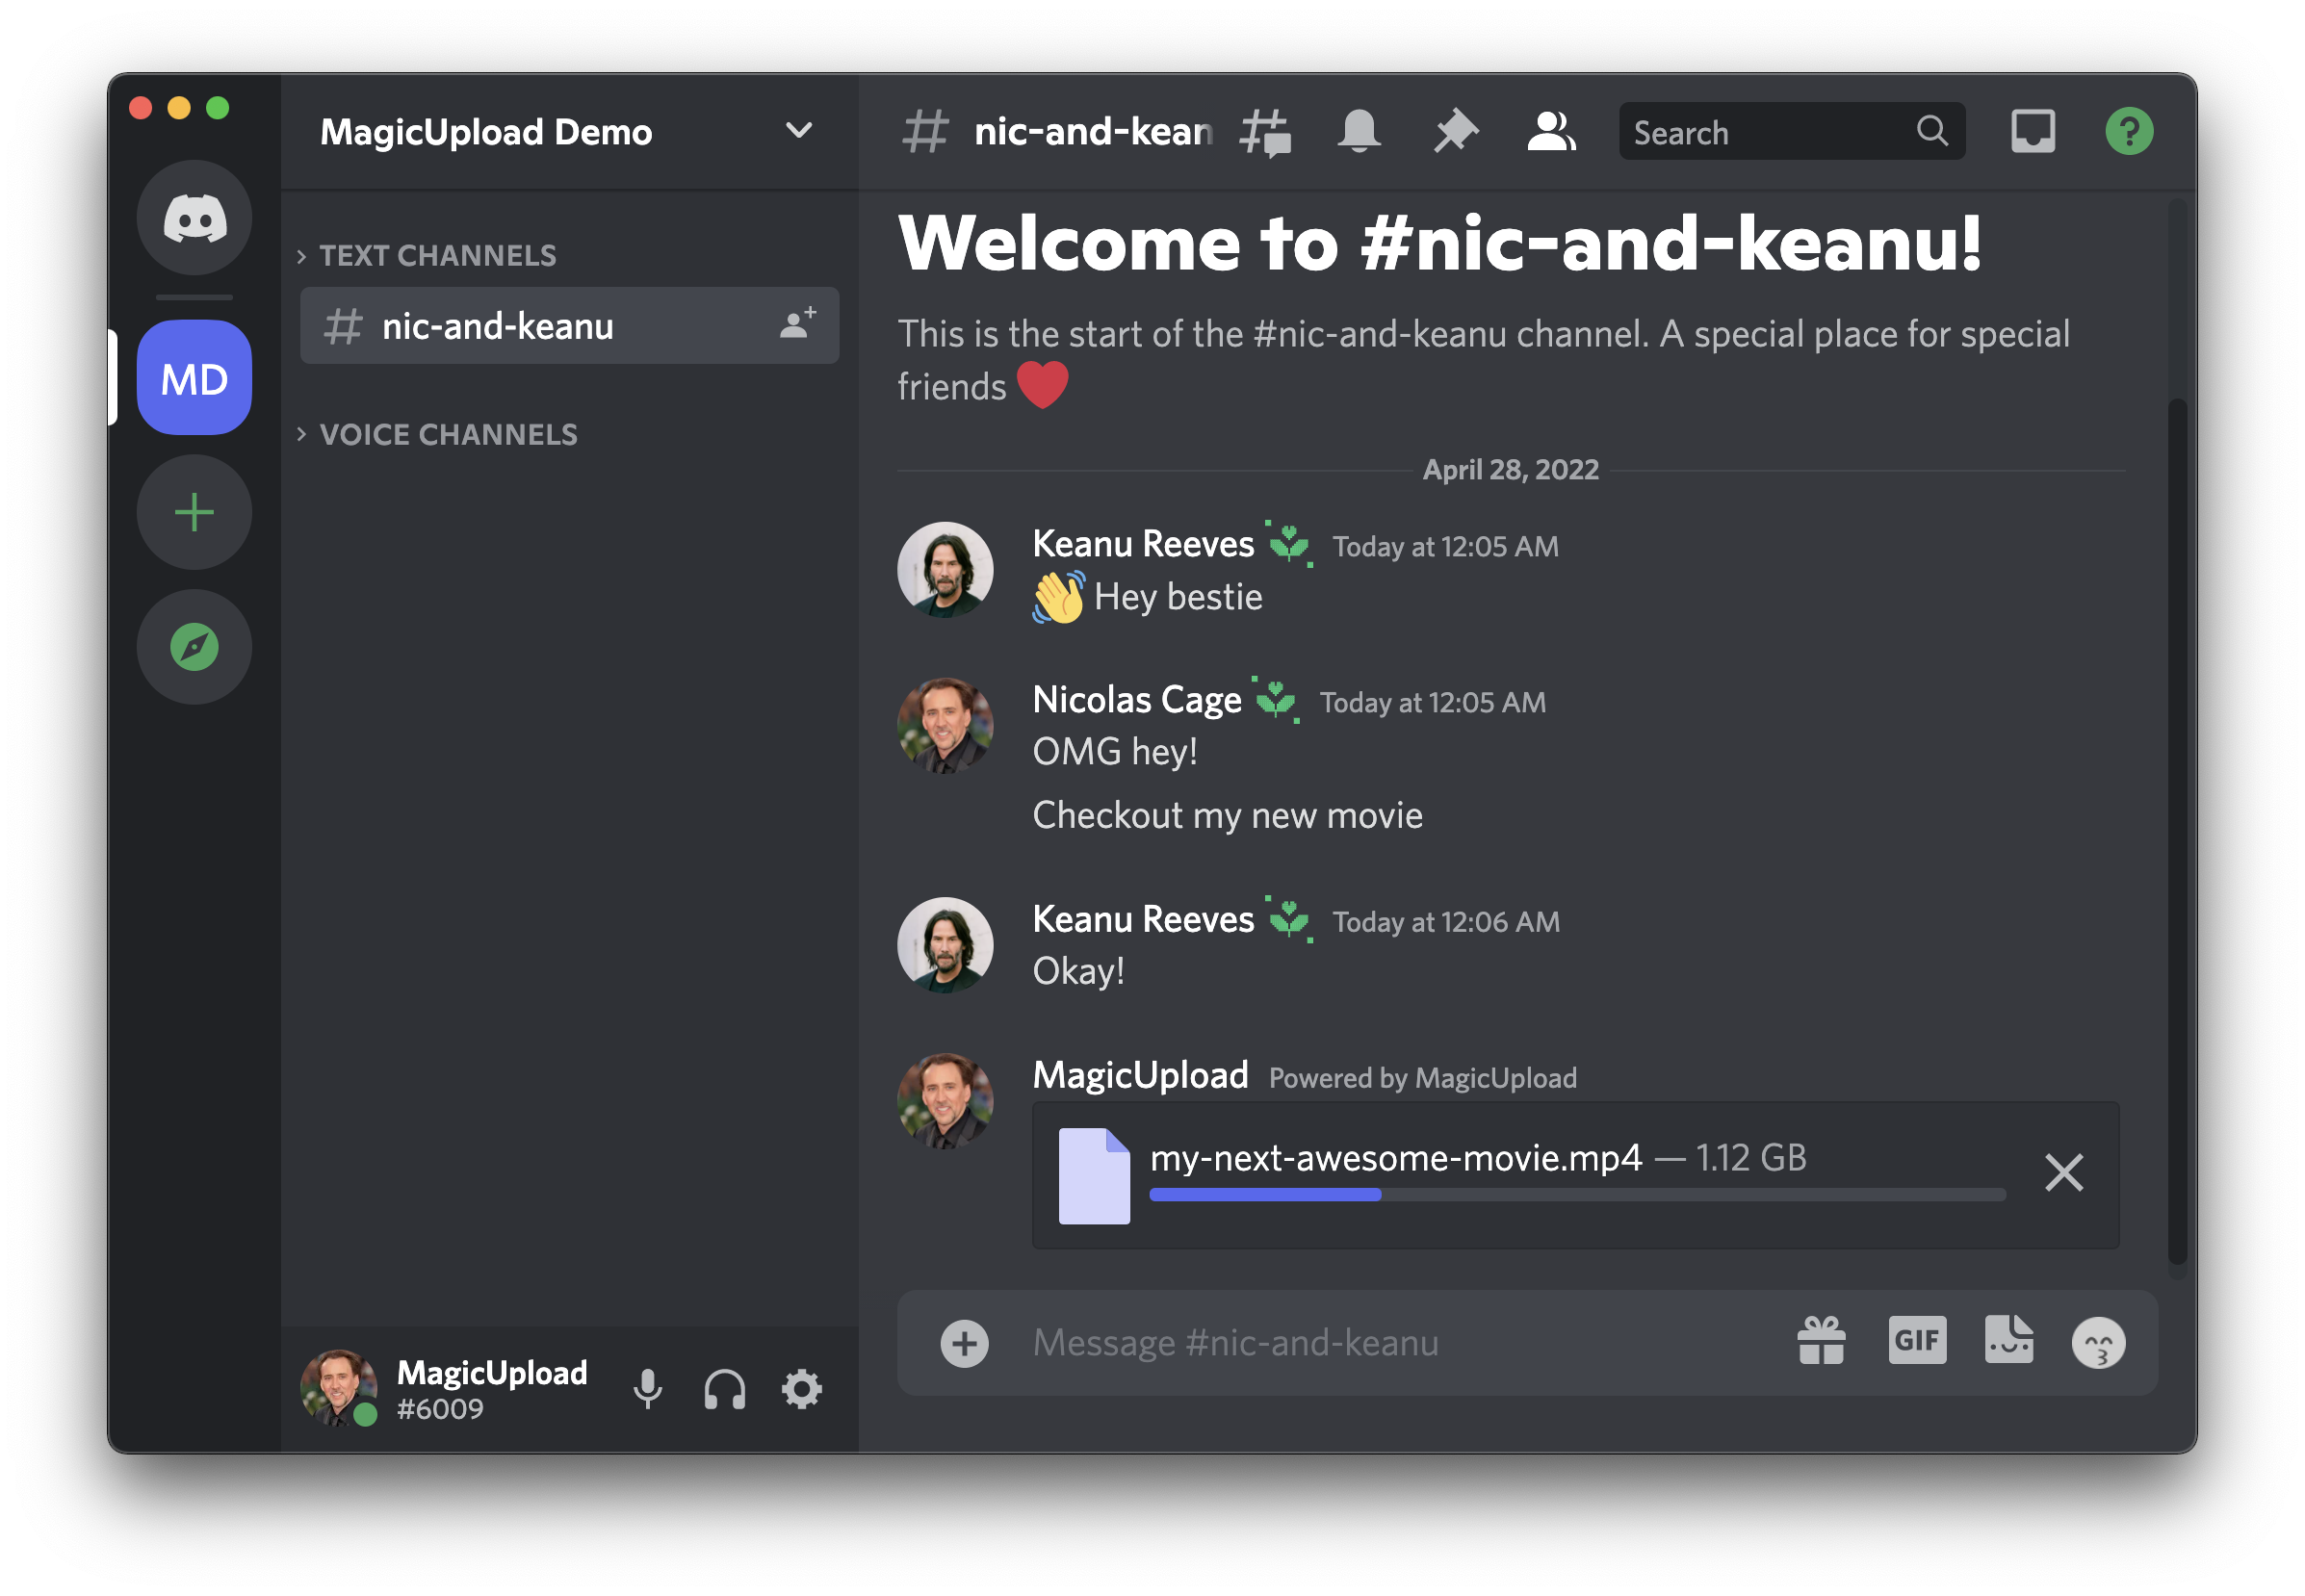 MagicUpload Demo
TEXT CHANNELS
nic-and-keanu
VOICE CHANNELS
MD
MagicUpload
#6009
nic-and-kean
Search
?
Welcome to #nic-and-keanu!
This is the start of the #nic-and-keanu channel. A special place for special
friends ❤️
April 28, 2022
Keanu Reeves Today at 12:05 AM
👋 Hey bestie
Nicolas Cage Today at 12:05 AM
OMG hey!
Checkout my new movie
Keanu Reeves Today at 12:06 AM
Okay!
MagicUpload Powered by MagicUpload
my-next-awesome-movie.mp4 — 1.12 GB
Message #nic-and-keanu
GIF